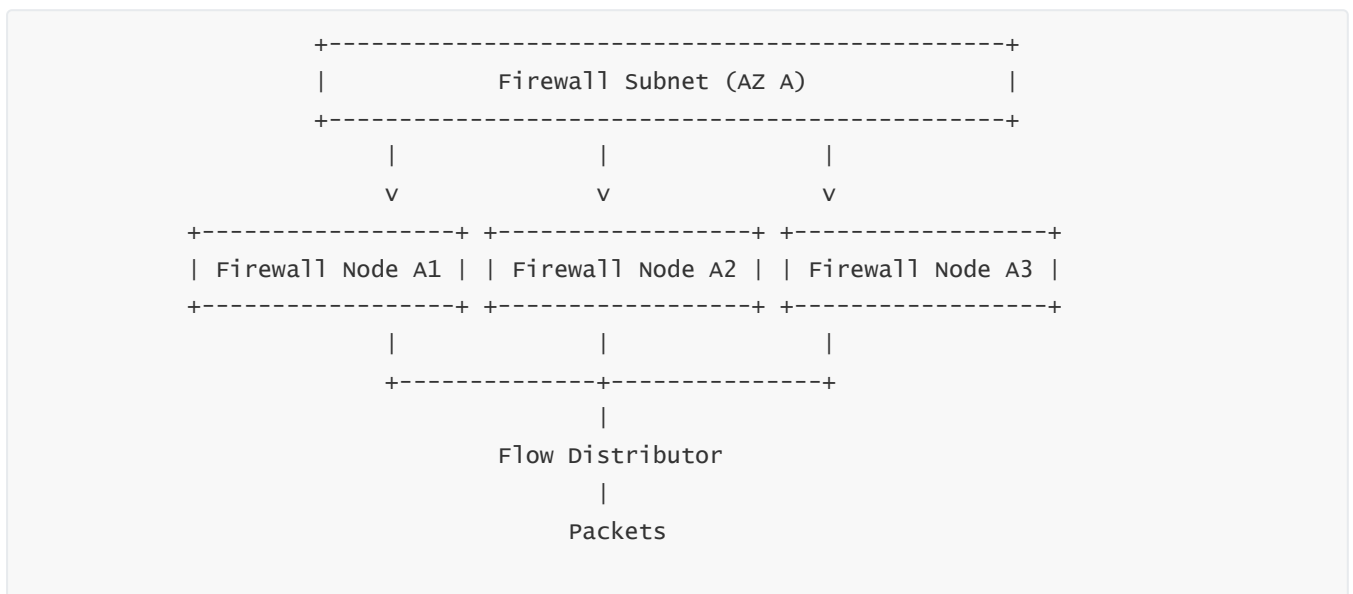 +------------------------------------------------+
|            Firewall Subnet (AZ A)              |
+------------------------------------------------+
|              |               |
v              v               v
+------------------+ +------------------+ +------------------+
| Firewall Node A1 | | Firewall Node A2 | | Firewall Node A3 |
+------------------+ +------------------+ +------------------+
|              |               |
+--------------+---------------+
|
Flow Distributor
|
Packets